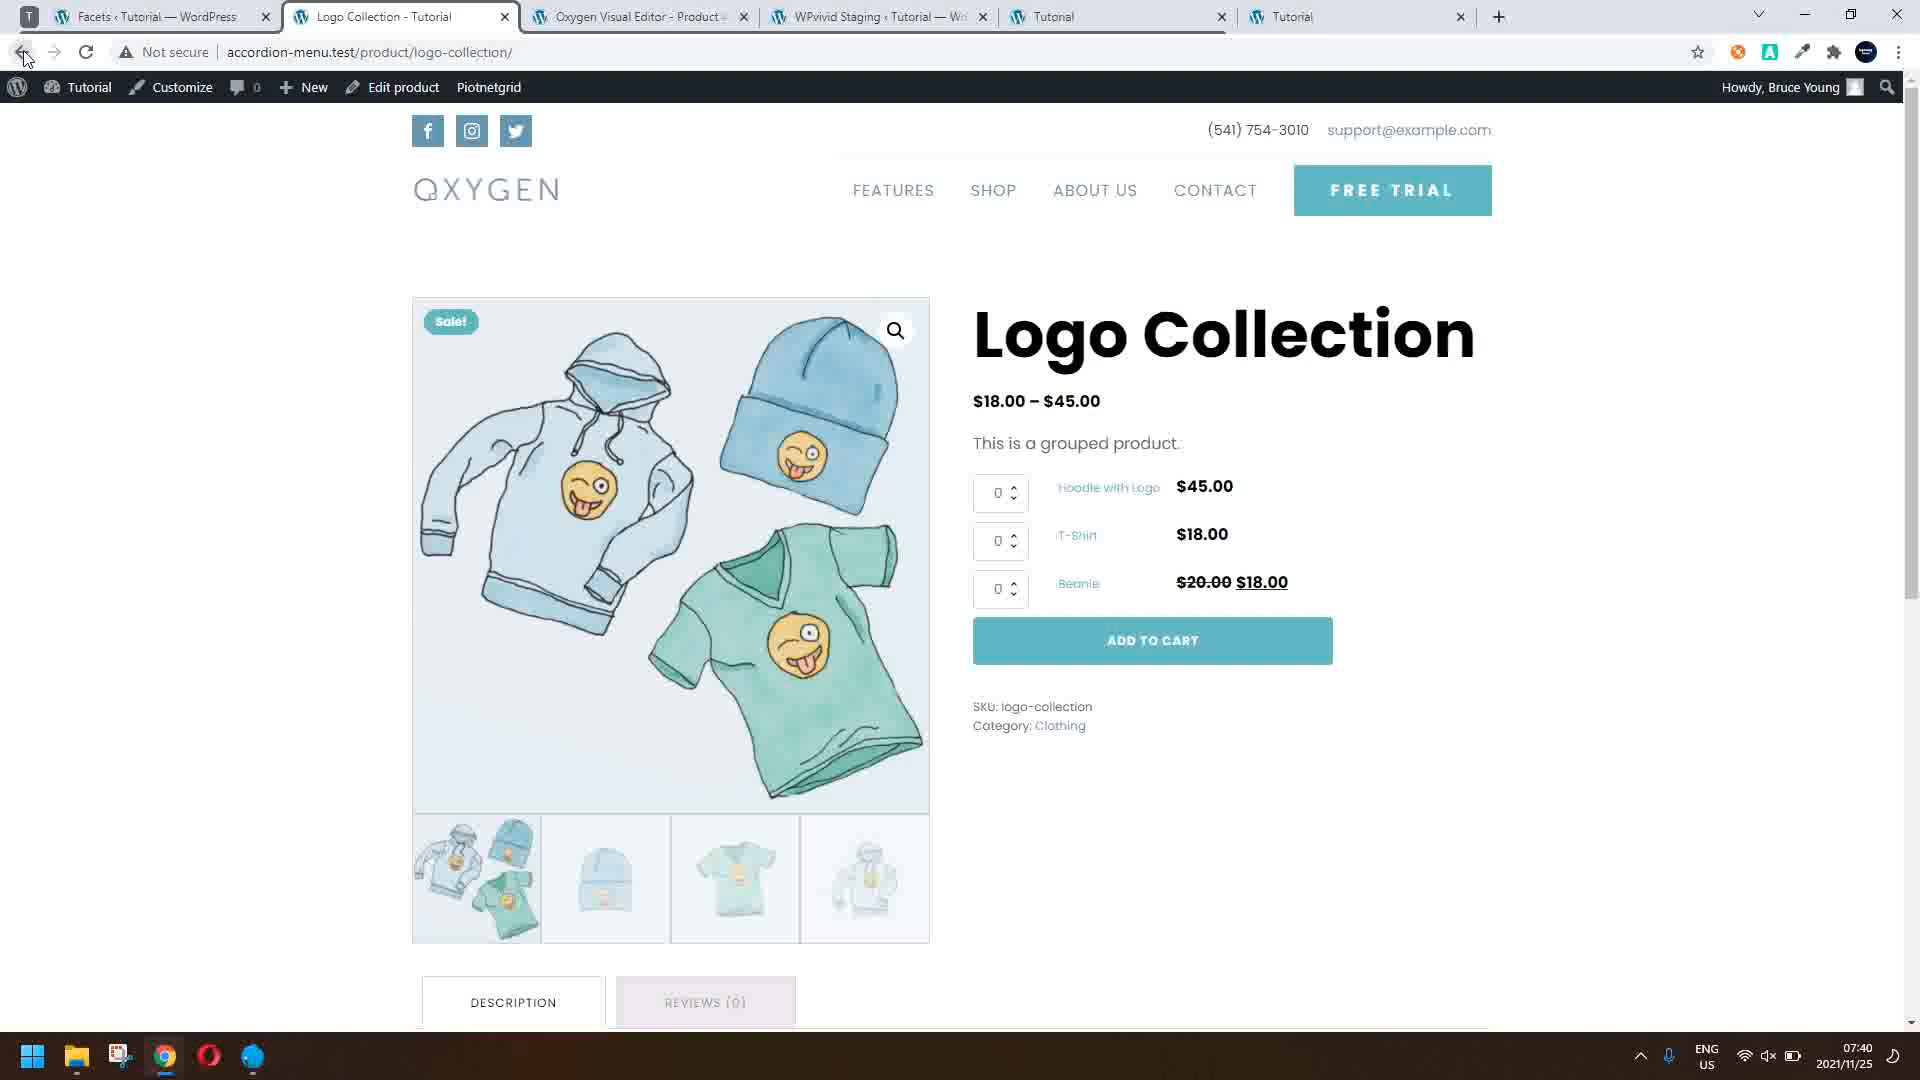 T
Facets ‹ Tutorial — WordPress
Logo Collection - Tutorial
Oxygen Visual Editor - Product -
WPvivid Staging ‹ Tutorial — Wo
Tutorial
Tutorial
Not secure
accordion-menu.test/product/logo-collection/
A
Tutorial
Customize
0
New
Edit product
Piotnetgrid
Howdy, Bruce Young
(541) 754-3010
support@example.com
OXYGEN
FEATURES
SHOP
ABOUT US
CONTACT
FREE TRIAL
Sale!
Logo Collection
$18.00 – $45.00
This is a grouped product.
0
Hoodie with Logo
$45.00
0
T-Shirt
$18.00
0
Beanie
$20.00 $18.00
ADD TO CART
SKU: logo-collection
Category: Clothing
DESCRIPTION
REVIEWS (0)
ENG
US
07:40
2021/11/25